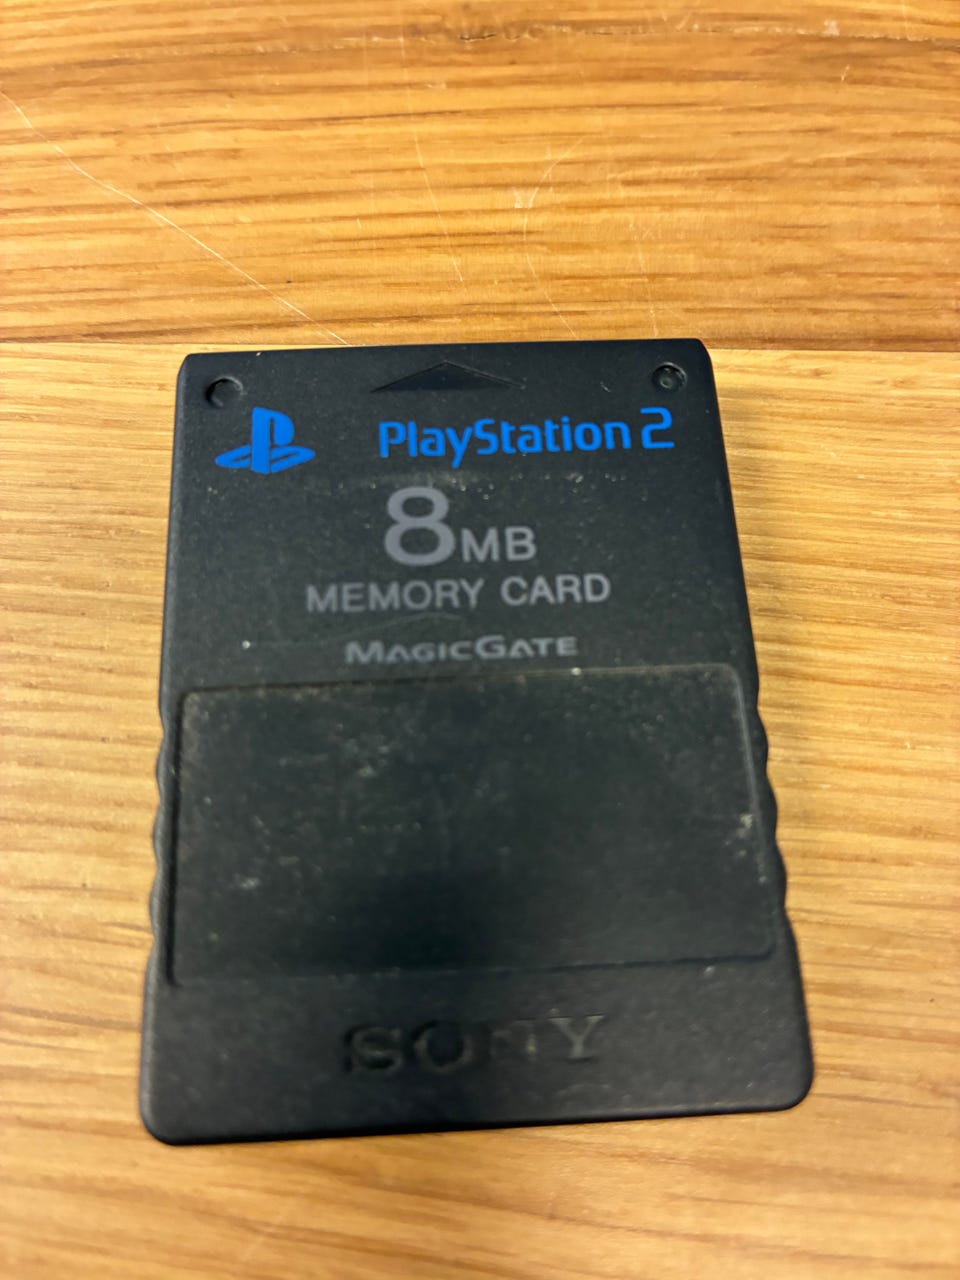 PlayStation 2
8MB
MEMORY CARD
MAGICGATE
SONY